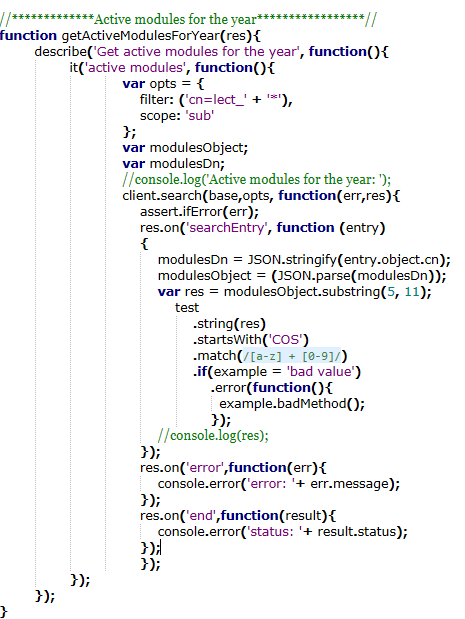 //*************Active modules for the year*****************//
function getActiveModulesForYear(res){
describe('Get active modules for the year', function(){
it('active modules', function(){
var opts = {
filter: ('cn=lect_' + '*'),
scope: 'sub'
};
var modulesObject;
var modulesDn;
//console.log('Active modules for the year: ');
client.search(base,opts, function(err,res){
assert.ifError(err);
res.on('searchEntry', function (entry)
{
modulesDn = JSON.stringify(entry.object.cn);
modulesObject = (JSON.parse(modulesDn));
var res = modulesObject.substring(5, 11);
test
.string(res)
.startsWith('COS')
.match(/[a-z] + [0-9]/)
.if(example = 'bad value')
.error(function(){
example.badMethod();
});
//console.log(res);
});
res.on('error',function(err){
console.error('error: '+ err.message);
});
res.on('end',function(result){
console.error('status: '+ result.status);
});
});
});
});
}